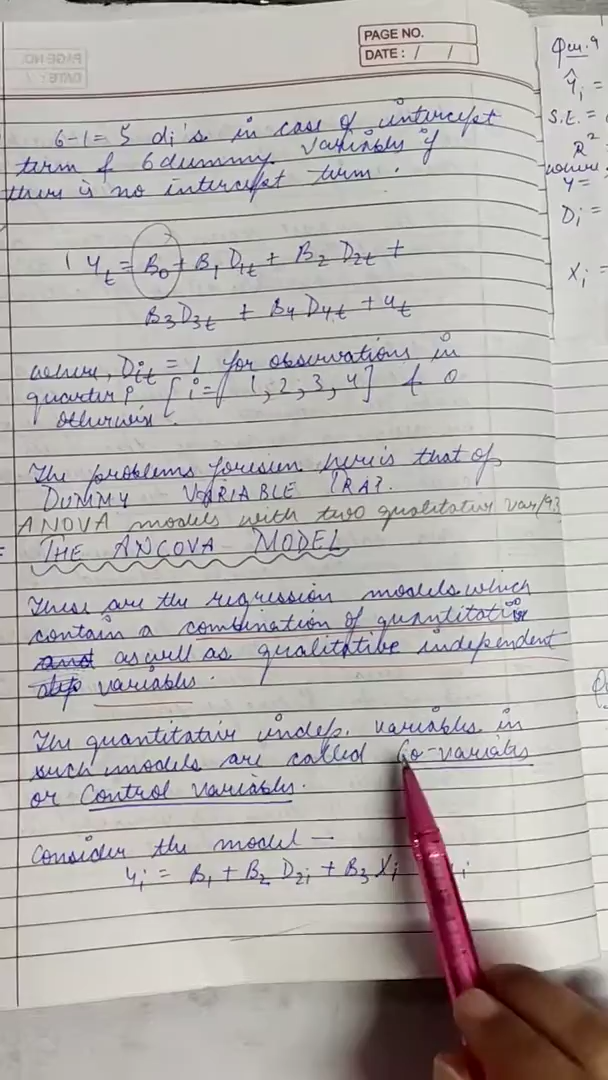 PAGE NO.
DATE: / /
6-1 = 5 di's in case of intercept
term & 6 dummy variables if
there is no intercept term.
Yt = B0 + B1 D1t + B2 D2t +
B3 D3t + B4 D4t + ut
where, Dit = 1 for observations in
quarter i [i = 1, 2, 3, 4] & 0
otherwise.
The problems foreseen here is that of
DUMMY VARIABLE TRAP.
ANOVA models with two qualitative var
THE ANCOVA MODEL
These are the regression models which
contain a combination of quantitative
and as well as qualitative independent
variables.
The quantitative indep. variables in
such models are called Co-variates
or Control variables.
Consider the model —
Yi = B1 + B2 D2i + B3 Xi
Ques. 9
Ŷi =
S.E. =
R² =
where
Y =
Di =
Xi =